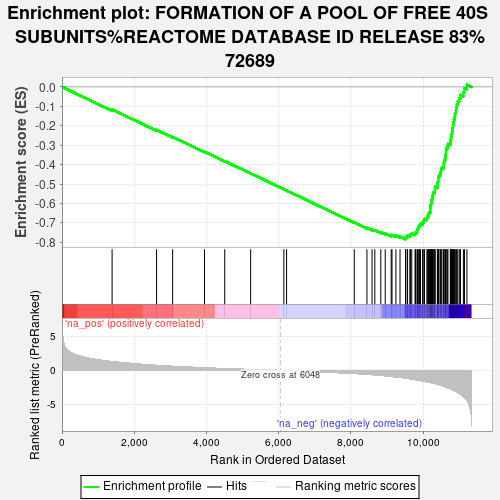 Enrichment plot: FORMATION OF A POOL OF FREE 40S
SUBUNITS%REACTOME DATABASE ID RELEASE 83%
72689
Enrichment score (ES)
0.0
-0.1
-0.2
-0.3
-0.4
-0.5
-0.6
-0.7
-0.8
'na_pos' (positively correlated)
Ranked list metric (PreRanked)
5
0
-5
Zero cross at 6048
'na_neg' (negatively correlated)
0
2,000
4,000
6,000
8,000
10,000
Rank in Ordered Dataset
Enrichment profile
Hits
Ranking metric scores